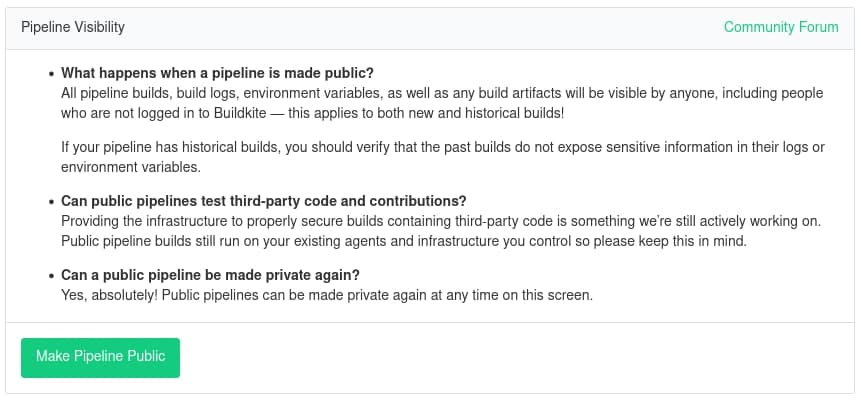 Pipeline Visibility
Community Forum
• What happens when a pipeline is made public?
All pipeline builds, build logs, environment variables, as well as any build artifacts will be visible by anyone, including people
who are not logged in to Buildkite — this applies to both new and historical builds!
If your pipeline has historical builds, you should verify that the past builds do not expose sensitive information in their logs or
environment variables.
• Can public pipelines test third-party code and contributions?
Providing the infrastructure to properly secure builds containing third-party code is something we're still actively working on.
Public pipeline builds still run on your existing agents and infrastructure you control so please keep this in mind.
• Can a public pipeline be made private again?
Yes, absolutely! Public pipelines can be made private again at any time on this screen.
Make Pipeline Public